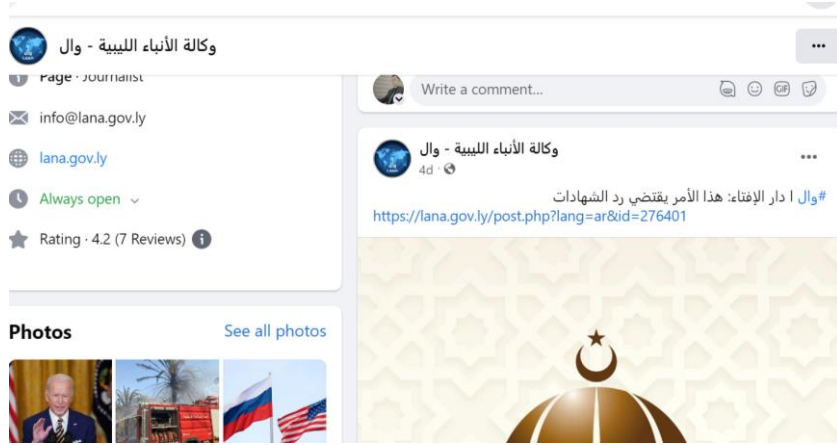 وكالة الأنباء الليبية - وال
Page · Journalist
info@lana.gov.ly
lana.gov.ly
Always open
Rating · 4.2 (7 Reviews)
Photos
See all photos
Write a comment...
GIF
وكالة الأنباء الليبية - وال
4d
#وال ا دار الإفتاء: هذا الأمر يقتضي رد الشهادات
https://lana.gov.ly/post.php?lang=ar&id=276401